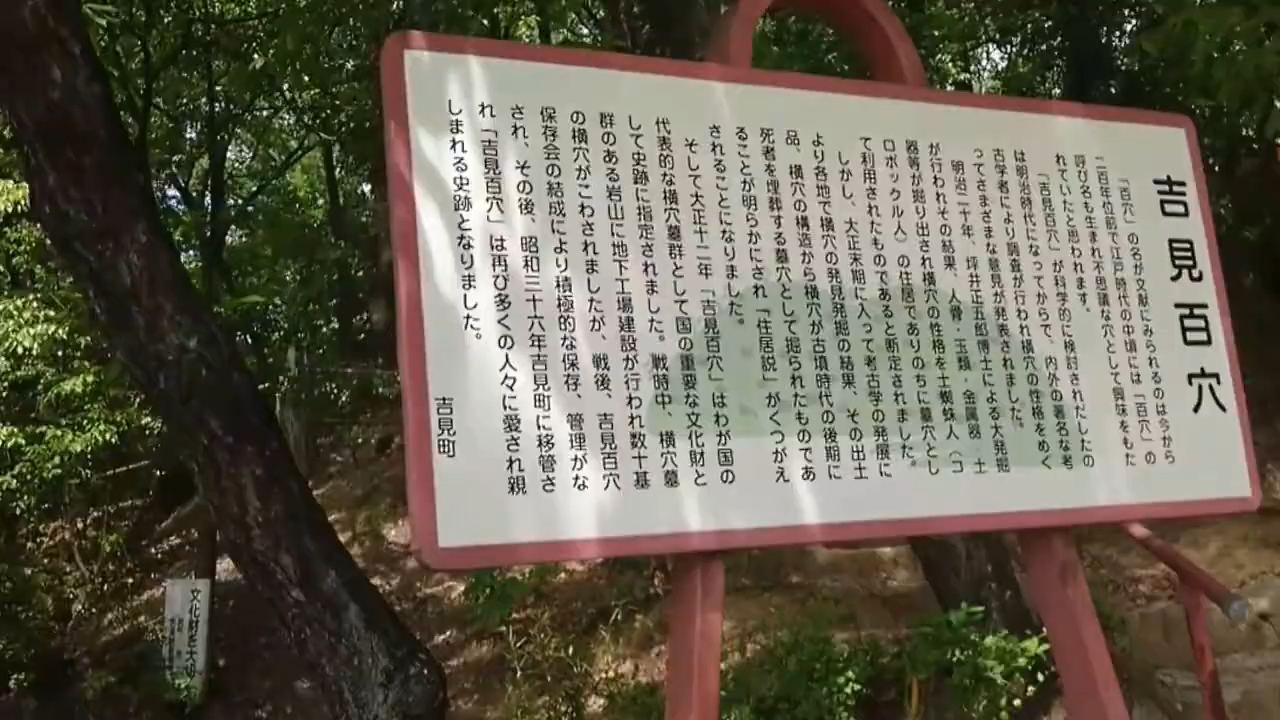 吉見百穴
「百穴」の名が文献にみられるのは今から
二百年位前で江戸時代の中頃には「百穴」の
呼び名も生まれ不思議な穴として興味をもた
れていたと思われます。
「吉見百穴」が科学的に検討されだしたの
は明治時代になってからで、内外の著名な考
古学者により調査が行われ横穴の性格をめぐ
ってさまざまな意見が発表されました。
明治二十年、坪井正五郎博士による大発掘
が行われその結果、人骨・玉類・金属器・土
器等が掘り出され横穴の性格を土蜘蛛人(コ
ロボックル人)の住居でありのちに墓穴とし
て利用されたものであると断定されました。
しかし、大正末期に入って考古学の発展に
より各地で横穴の発見発掘の結果、その出土
品、横穴の構造から横穴が古墳時代の後期に
死者を埋葬する墓穴として掘られたものであ
ることが明らかにされ「住居説」がくつがえ
されることになりました。
そして大正十二年「吉見百穴」はわが国の
代表的な横穴墓群として国の重要な文化財と
して史跡に指定されました。戦時中、横穴墓
群のある岩山に地下工場建設が行われ数十基
の横穴がこわされましたが、戦後、吉見百穴
保存会の結成により積極的な保存、管理がな
され、その後、昭和三十六年吉見町に移管さ
れ「吉見百穴」は再び多くの人々に愛され親
しまれる史跡となりました。
吉見町
文化財を大切